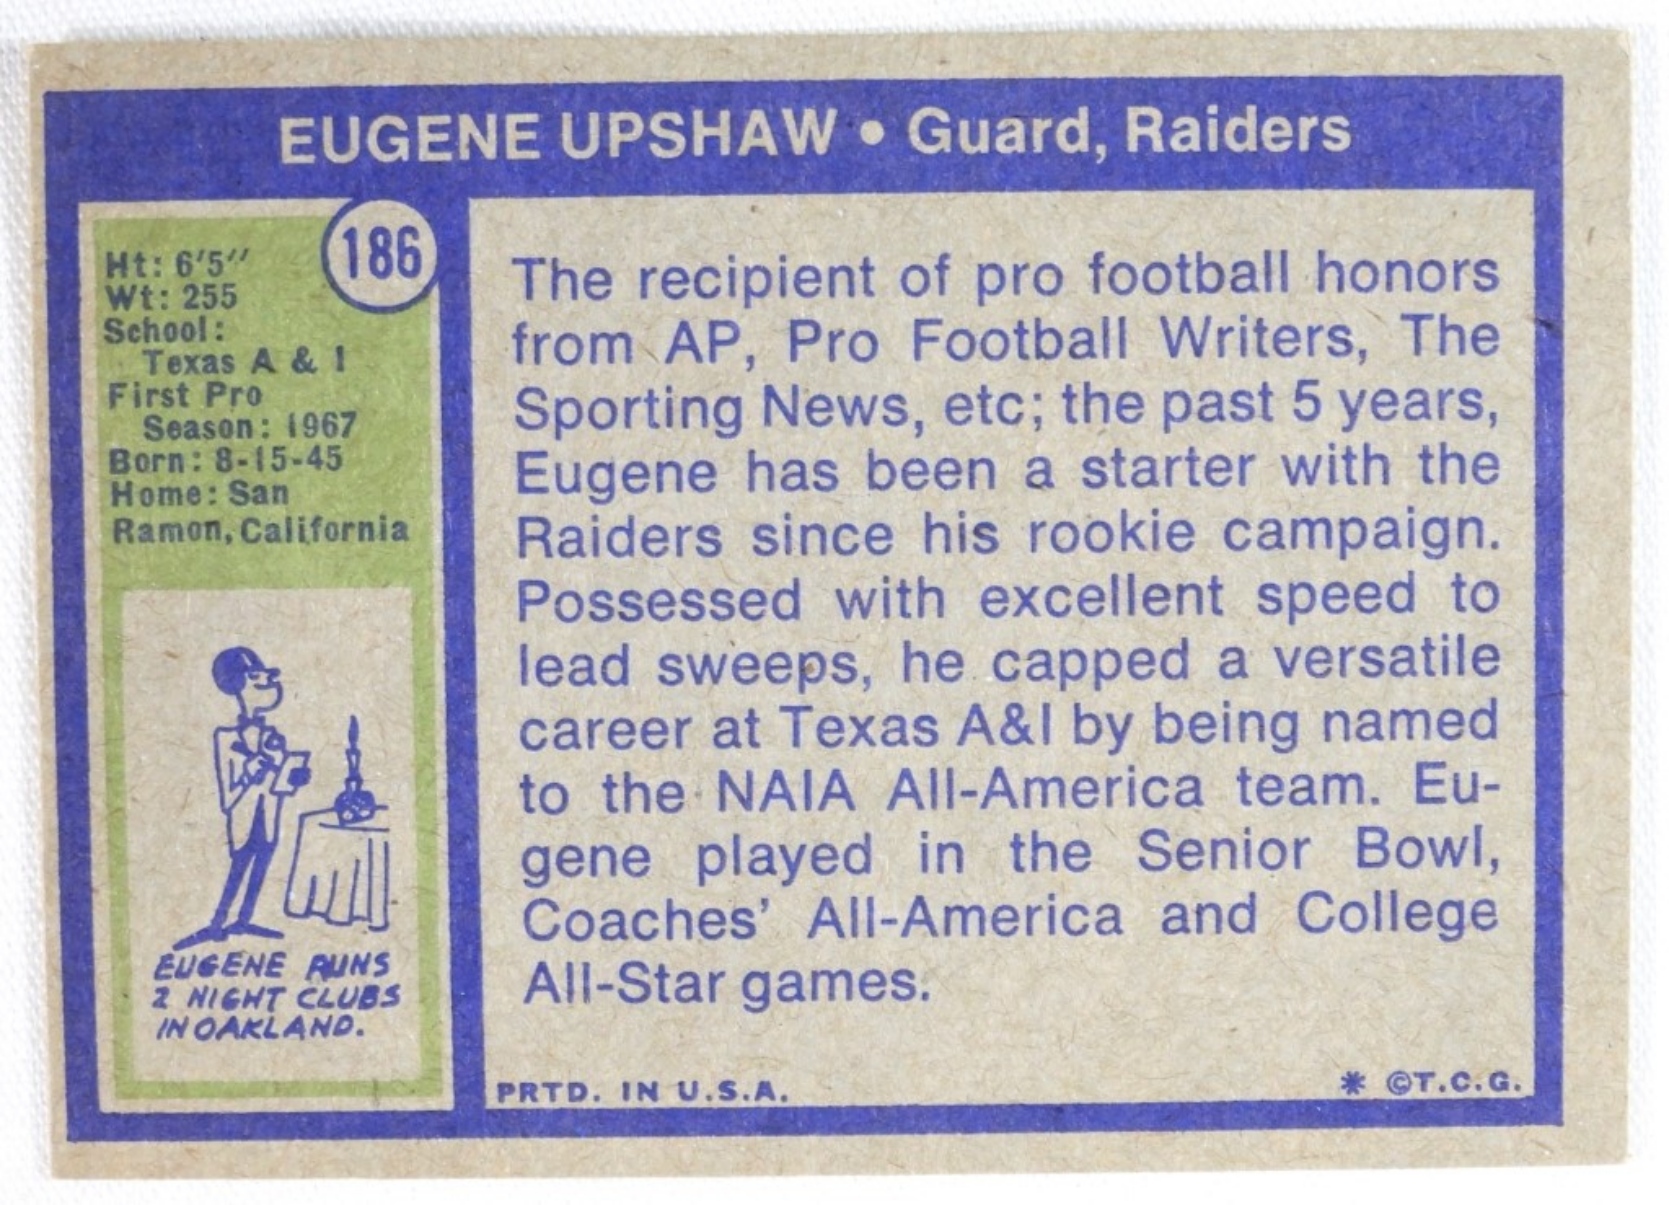 EUGENE UPSHAW • Guard, Raiders
186
Ht: 6'5"
Wt: 255
School:
Texas A & I
First Pro
Season: 1967
Born: 8-15-45
Home: San
Ramon, California
EUGENE RUNS
2 NIGHT CLUBS
IN OAKLAND.
The recipient of pro football honors
from AP, Pro Football Writers, The
Sporting News, etc; the past 5 years,
Eugene has been a starter with the
Raiders since his rookie campaign.
Possessed with excellent speed to
lead sweeps, he capped a versatile
career at Texas A&I by being named
to the NAIA All-America team. Eu-
gene played in the Senior Bowl,
Coaches' All-America and College
All-Star games.
PRTD. IN U.S.A.
* ©T.C.G.